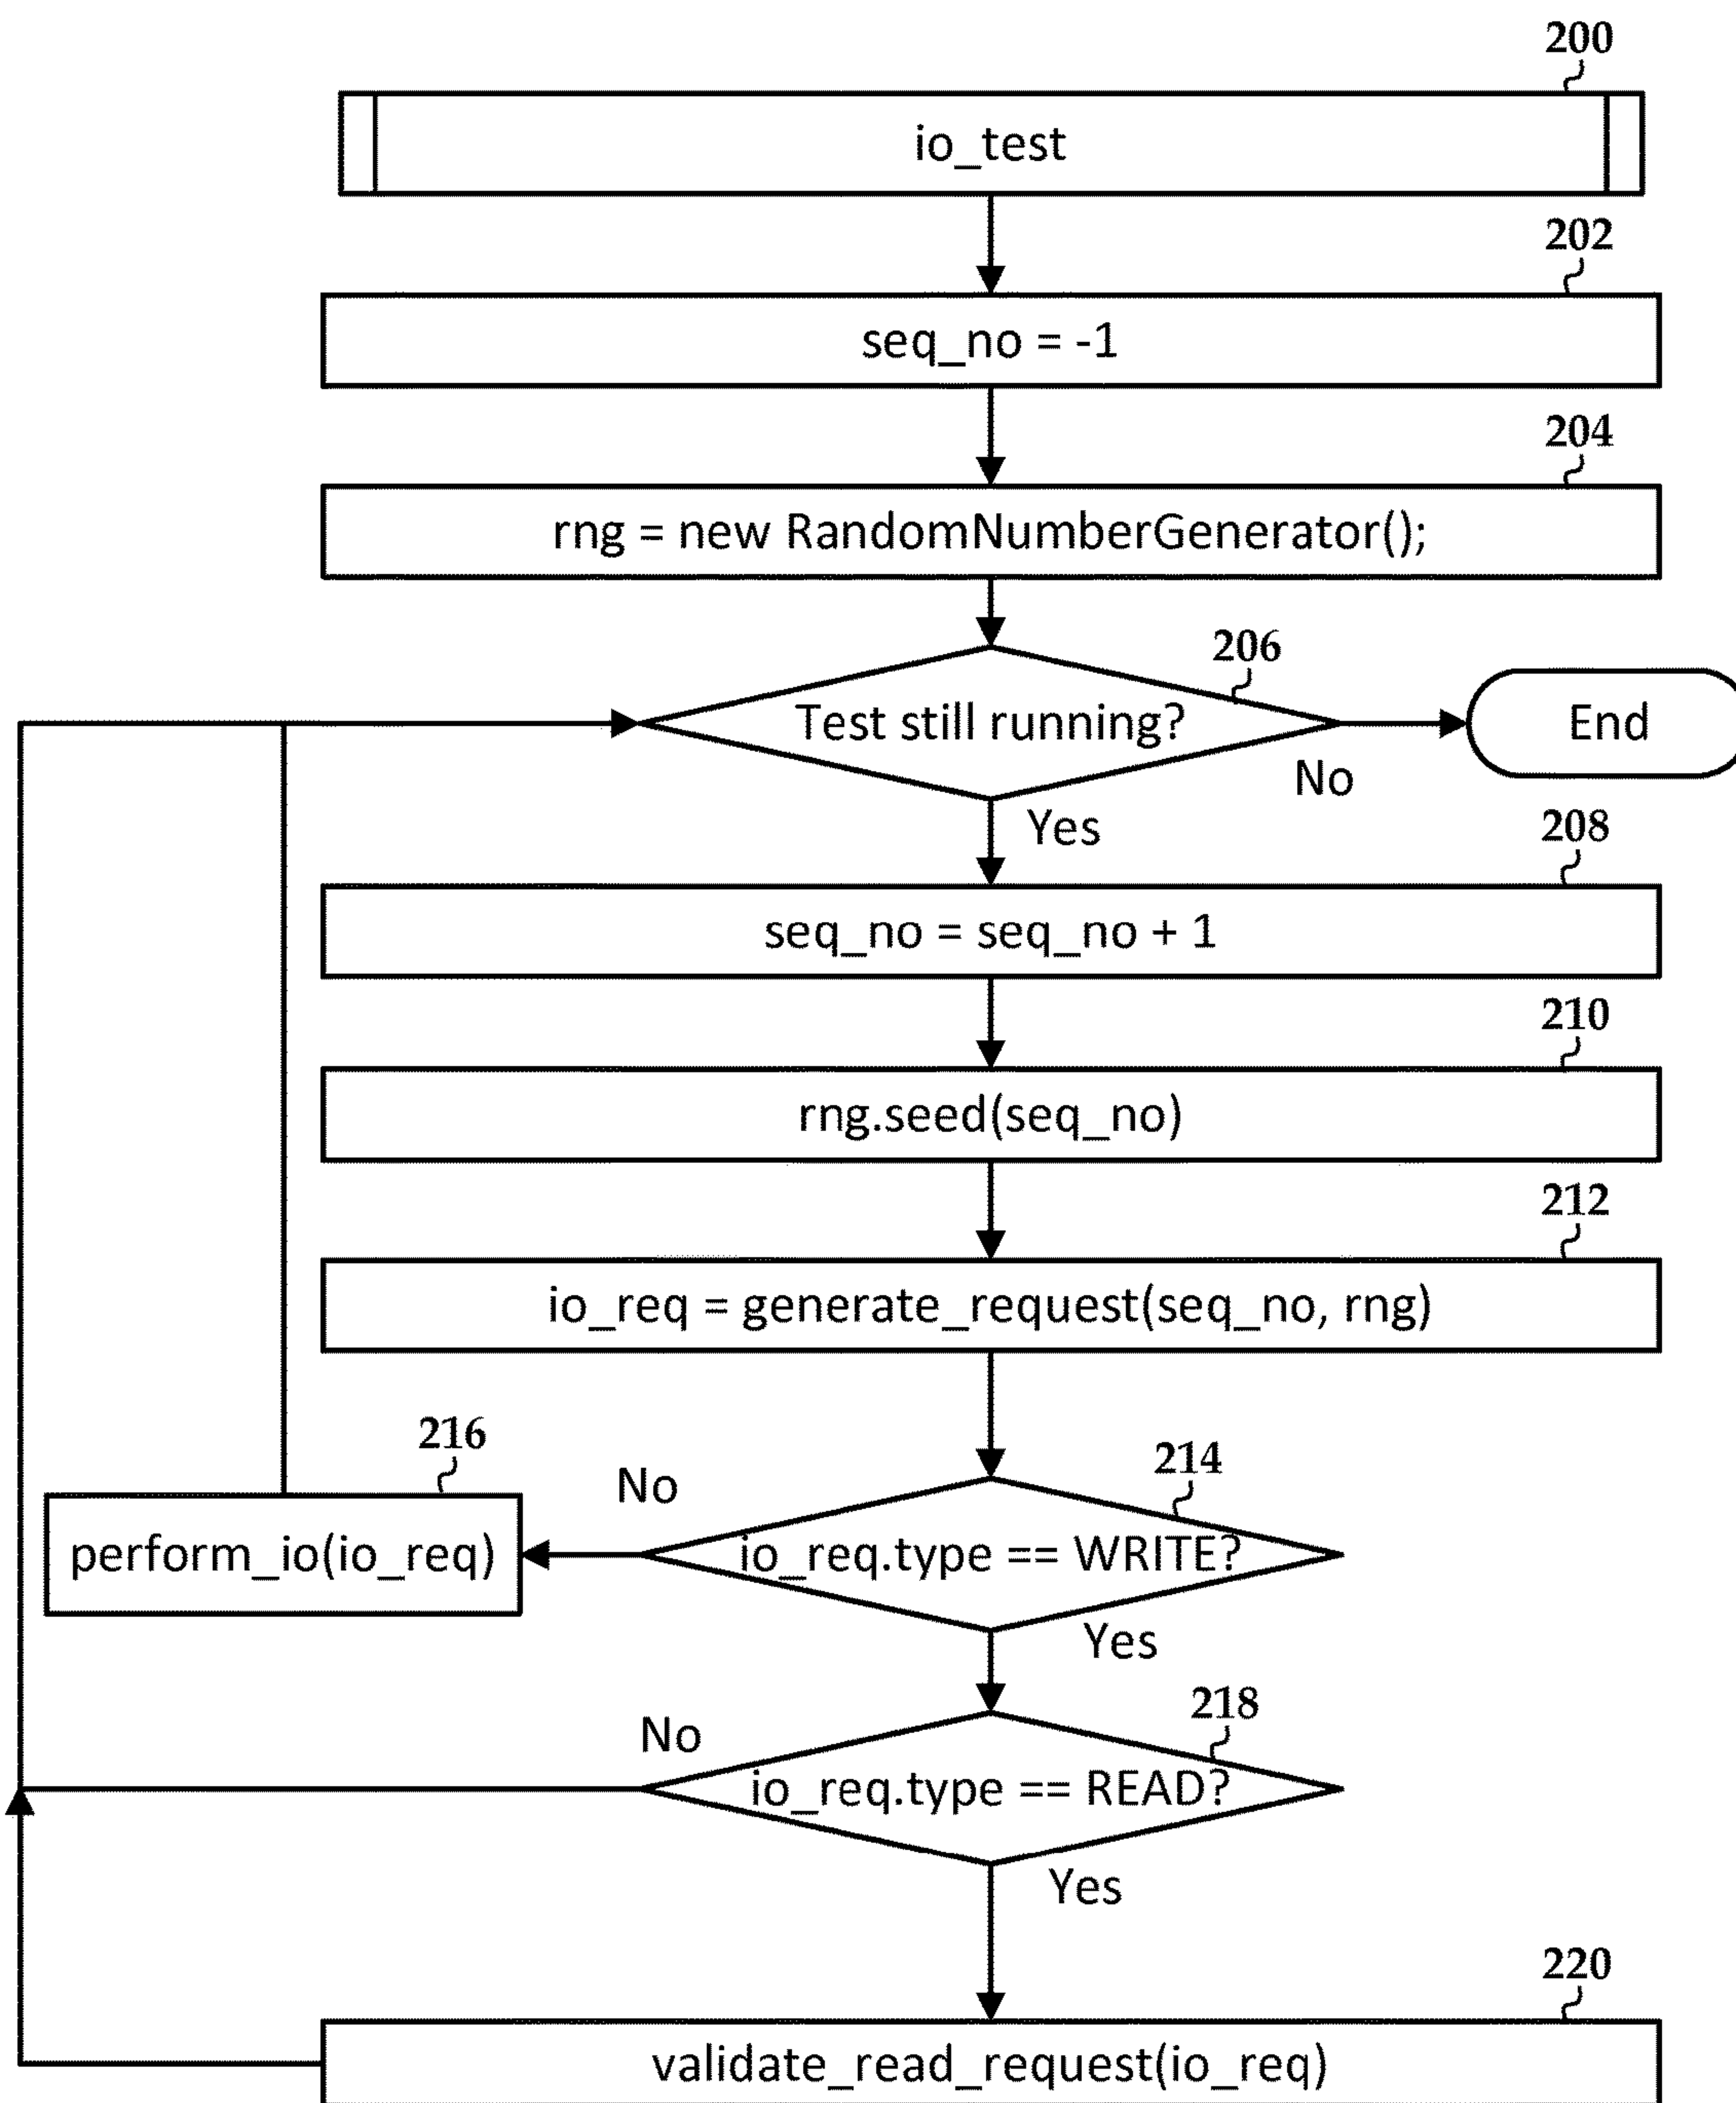 200
io_test
202
seq_no = -1
204
rng = new RandomNumberGenerator();
206
Test still running?
End
No
Yes
208
seq_no = seq_no + 1
210
rng.seed(seq_no)
212
io_req = generate_request(seq_no, rng)
216
214
No
perform_io(io_req)
io_req.type == WRITE?
Yes
218
No
io_req.type == READ?
Yes
220
validate_read_request(io_req)